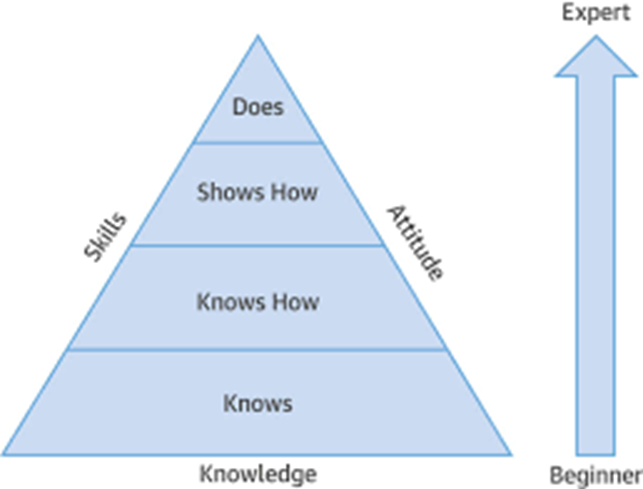 Expert
Does
Shows How
Skills
Attitude
Knows How
Knows
Knowledge
Beginner